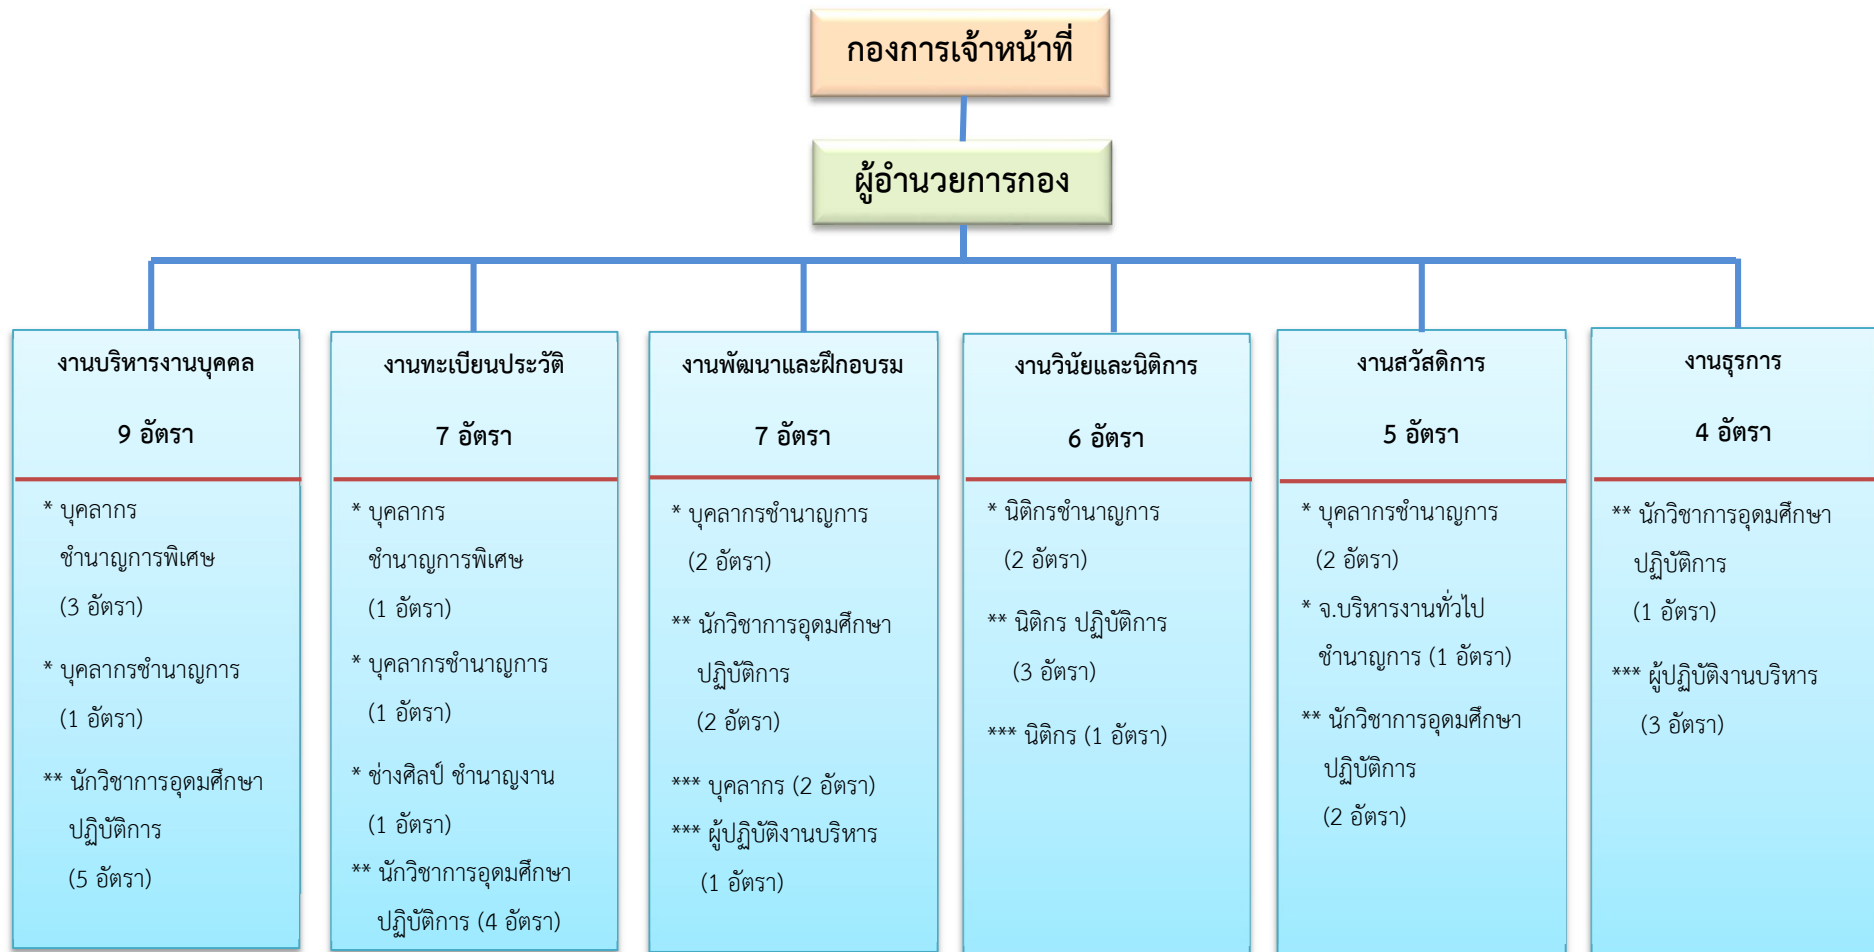 กองการเจ้าหน้าที่
ผู้อำนวยการกอง
งานบริหารงานบุคคล
9 อัตรา
* บุคลากร
ชำนาญการพิเศษ
(3 อัตรา)
* บุคลากรชำนาญการ
(1 อัตรา)
** นักวิชาการอุดมศึกษา
ปฏิบัติการ
(5 อัตรา)
งานทะเบียนประวัติ
7 อัตรา
* บุคลากร
ชำนาญการพิเศษ
(1 อัตรา)
* บุคลากรชำนาญการ
(1 อัตรา)
* ช่างศิลป์ ชำนาญงาน
(1 อัตรา)
** นักวิชาการอุดมศึกษา
ปฏิบัติการ (4 อัตรา)
งานพัฒนาและฝึกอบรม
7 อัตรา
* บุคลากรชำนาญการ
(2 อัตรา)
** นักวิชาการอุดมศึกษา
ปฏิบัติการ
(2 อัตรา)
*** บุคลากร (2 อัตรา)
*** ผู้ปฏิบัติงานบริหาร
(1 อัตรา)
งานวินัยและนิติการ
6 อัตรา
* นิติกรชำนาญการ
(2 อัตรา)
** นิติกร ปฏิบัติการ
(3 อัตรา)
*** นิติกร (1 อัตรา)
งานสวัสดิการ
5 อัตรา
* บุคลากรชำนาญการ
(2 อัตรา)
* จ.บริหารงานทั่วไป
ชำนาญการ (1 อัตรา)
** นักวิชาการอุดมศึกษา
ปฏิบัติการ
(2 อัตรา)
งานธุรการ
4 อัตรา
** นักวิชาการอุดมศึกษา
ปฏิบัติการ
(1 อัตรา)
*** ผู้ปฏิบัติงานบริหาร
(3 อัตรา)